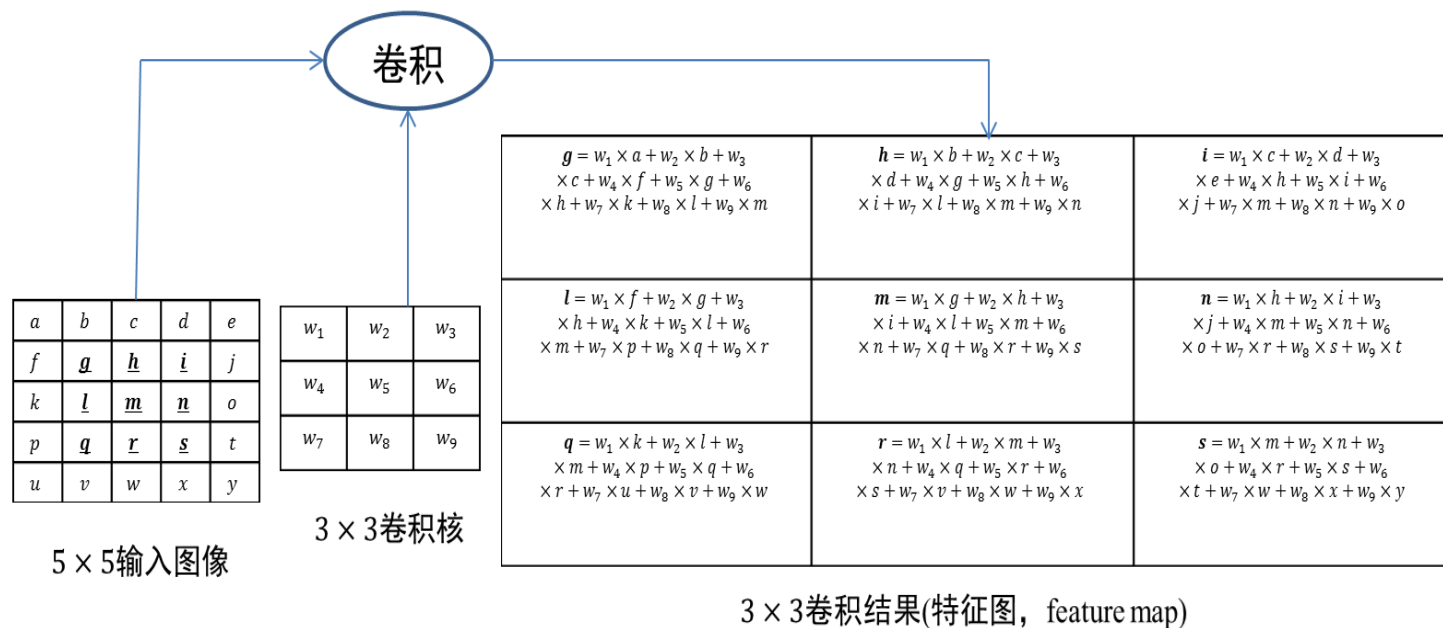 卷积
g = w₁ × a + w₂ × b + w₃
× c + w₄ × f + w₅ × g + w₆
× h + w₇ × k + w₈ × l + w₉ × m
h = w₁ × b + w₂ × c + w₃
× d + w₄ × g + w₅ × h + w₆
× i + w₇ × l + w₈ × m + w₉ × n
i = w₁ × c + w₂ × d + w₃
× e + w₄ × h + w₅ × i + w₆
× j + w₇ × m + w₈ × n + w₉ × o
l = w₁ × f + w₂ × g + w₃
× h + w₄ × k + w₅ × l + w₆
× m + w₇ × p + w₈ × q + w₉ × r
m = w₁ × g + w₂ × h + w₃
× i + w₄ × l + w₅ × m + w₆
× n + w₇ × q + w₈ × r + w₉ × s
n = w₁ × h + w₂ × i + w₃
× j + w₄ × m + w₅ × n + w₆
× o + w₇ × r + w₈ × s + w₉ × t
q = w₁ × k + w₂ × l + w₃
× m + w₄ × p + w₅ × q + w₆
× r + w₇ × u + w₈ × v + w₉ × w
r = w₁ × l + w₂ × m + w₃
× n + w₄ × q + w₅ × r + w₆
× s + w₇ × v + w₈ × w + w₉ × x
s = w₁ × m + w₂ × n + w₃
× o + w₄ × r + w₅ × s + w₆
× t + w₇ × w + w₈ × x + w₉ × y
a b c d e
f g h i j
k l m n o
p q r s t
u v w x y
5 × 5输入图像
w₁ w₂ w₃
w₄ w₅ w₆
w₇ w₈ w₉
3 × 3卷积核
3 × 3卷积结果(特征图，feature map)